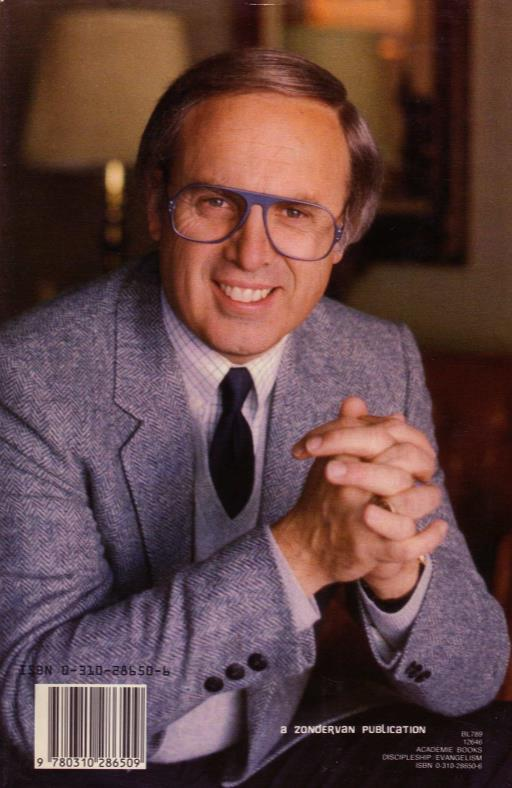 ISBN 0-310-28650-6
9 780310 286509
a ZONDERVAN PUBLICATION
BL789
12646
ACADEMIE BOOKS
DISCIPLESHIP/EVANGELISM
ISBN 0-310-28650-6